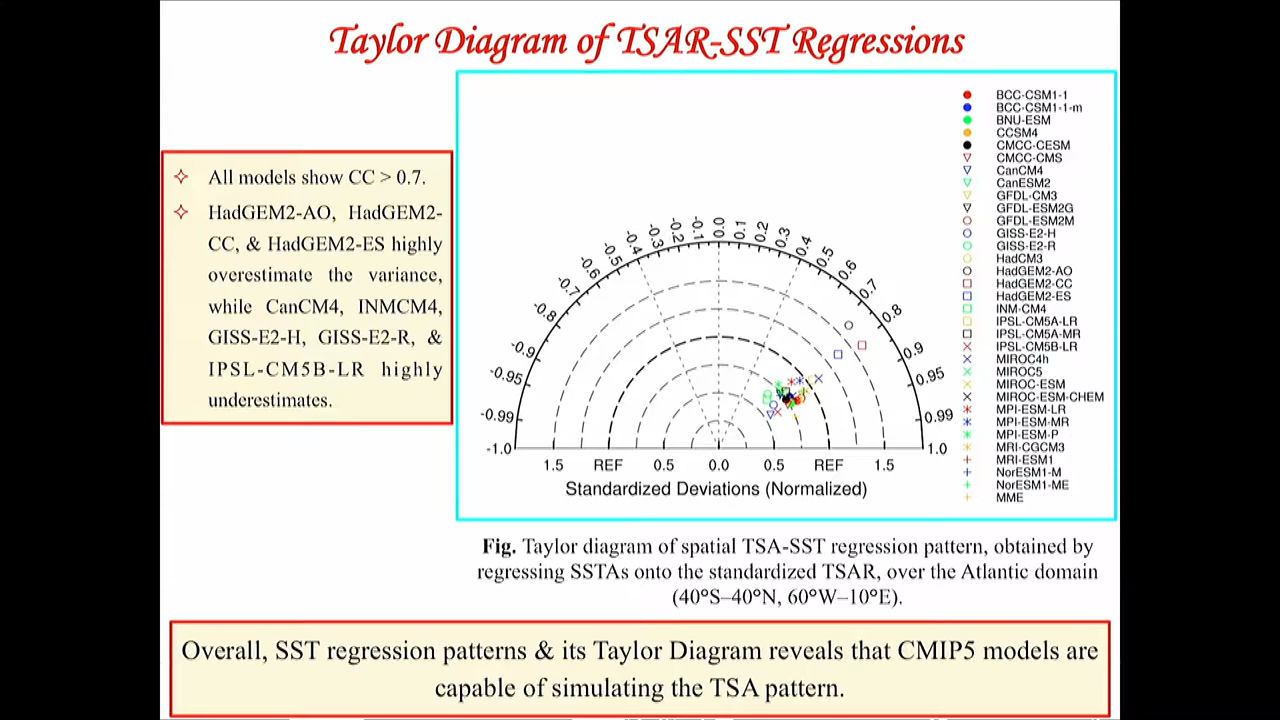 Taylor Diagram of TSAR-SST Regressions
All models show CC > 0.7.
HadGEM2-AO, HadGEM2-
CC, & HadGEM2-ES highly
overestimate the variance,
while CanCM4, INMCM4,
GISS-E2-H, GISS-E2-R, &
IPSL-CM5B-LR highly
underestimates.
-1.0
-0.99
-0.95
-0.9
-0.8
-0.7
-0.6
-0.5
-0.4
-0.3
-0.2
-0.1
0.0
0.1
0.2
0.3
0.4
0.5
0.6
0.7
0.8
0.9
0.95
0.99
1.0
1.5 REF 0.5 0.0 0.5 REF 1.5
Standardized Deviations (Normalized)
BCC-CSM1-1
BCC-CSM1-1-m
BNU-ESM
CCSM4
CMCC-CESM
CMCC-CMS
CanCM4
CanESM2
GFDL-CM3
GFDL-ESM2G
GFDL-ESM2M
GISS-E2-H
GISS-E2-R
HadCM3
HadGEM2-AO
HadGEM2-CC
HadGEM2-ES
INM-CM4
IPSL-CM5A-LR
IPSL-CM5A-MR
IPSL-CM5B-LR
MIROC4h
MIROC5
MIROC-ESM
MIROC-ESM-CHEM
MPI-ESM-LR
MPI-ESM-MR
MPI-ESM-P
MRI-CGCM3
MRI-ESM1
NorESM1-M
NorESM1-ME
MME
Fig. Taylor diagram of spatial TSA-SST regression pattern, obtained by
regressing SSTAs onto the standardized TSAR, over the Atlantic domain
(40°S–40°N, 60°W–10°E).
Overall, SST regression patterns & its Taylor Diagram reveals that CMIP5 models are
capable of simulating the TSA pattern.